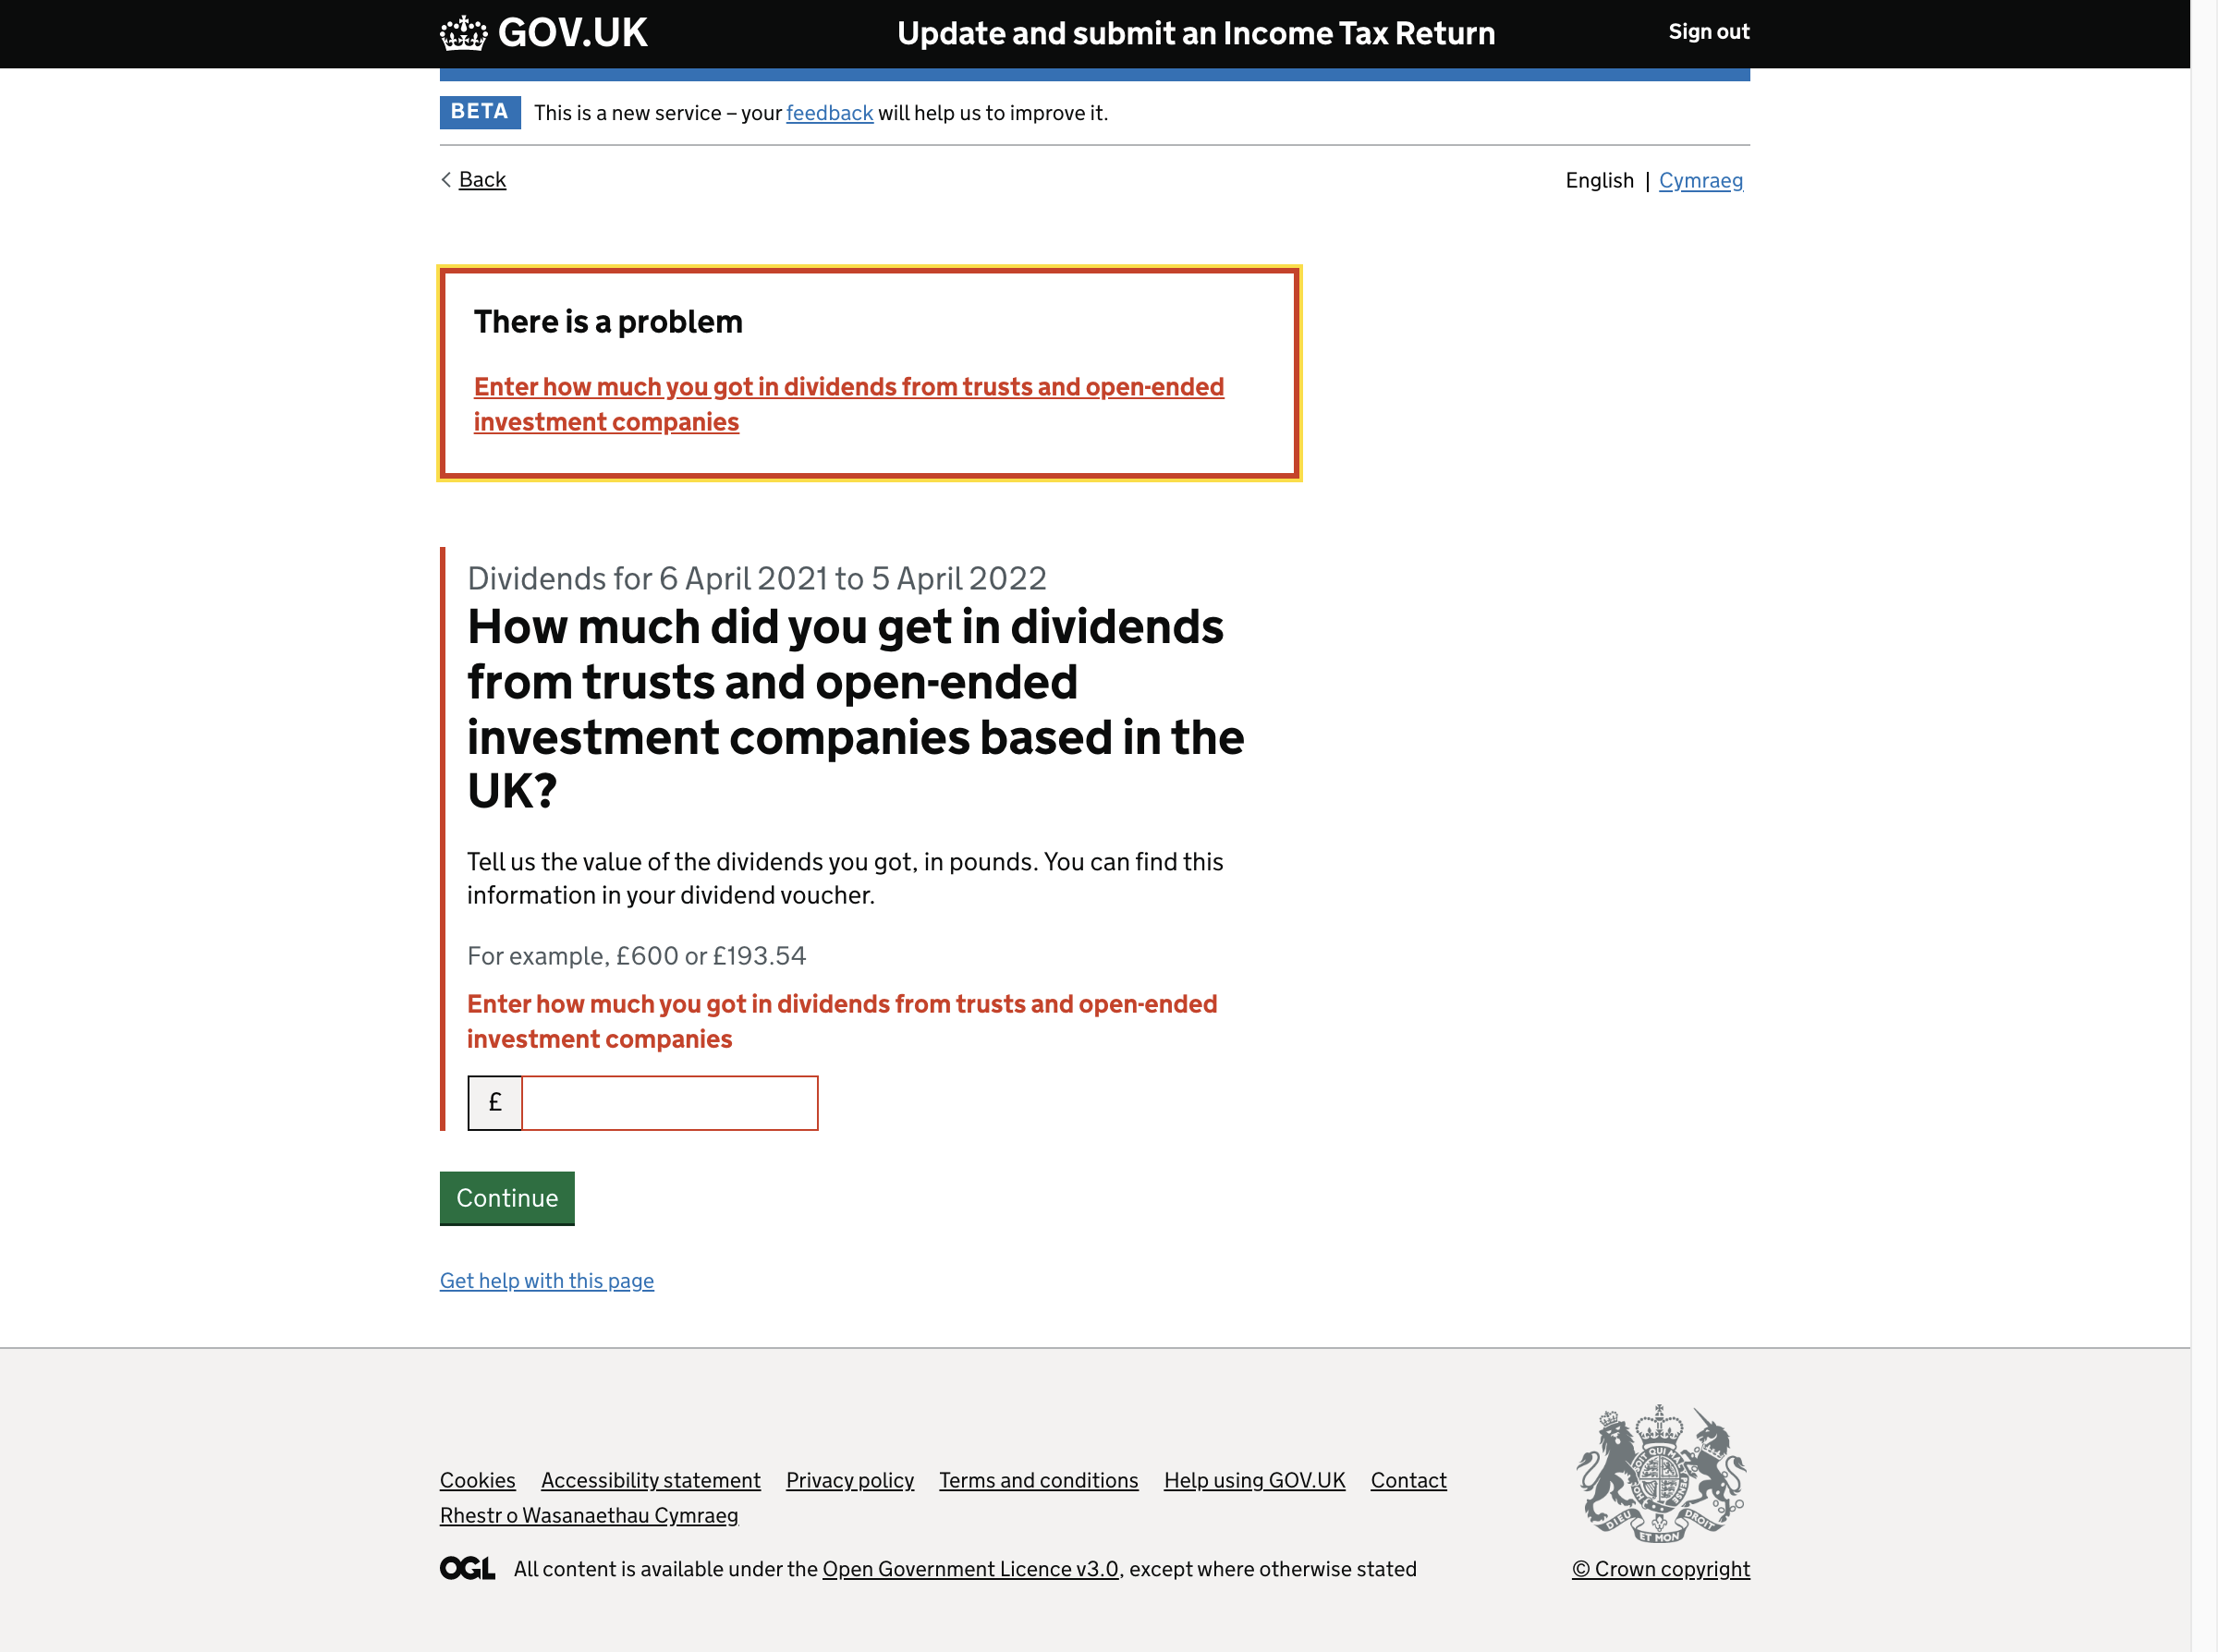 GOV.UK
Update and submit an Income Tax Return
Sign out
BETA
This is a new service – your feedback will help us to improve it.
Back
English | Cymraeg
There is a problem
Enter how much you got in dividends from trusts and open-ended
investment companies
Dividends for 6 April 2021 to 5 April 2022
How much did you get in dividends
from trusts and open-ended
investment companies based in the
UK?
Tell us the value of the dividends you got, in pounds. You can find this
information in your dividend voucher.
For example, £600 or £193.54
Enter how much you got in dividends from trusts and open-ended
investment companies
£
Continue
Get help with this page
Cookies Accessibility statement Privacy policy Terms and conditions Help using GOV.UK Contact
Rhestr o Wasanaethau Cymraeg
DIEU ET MON DROIT
OGL All content is available under the Open Government Licence v3.0, except where otherwise stated
© Crown copyright